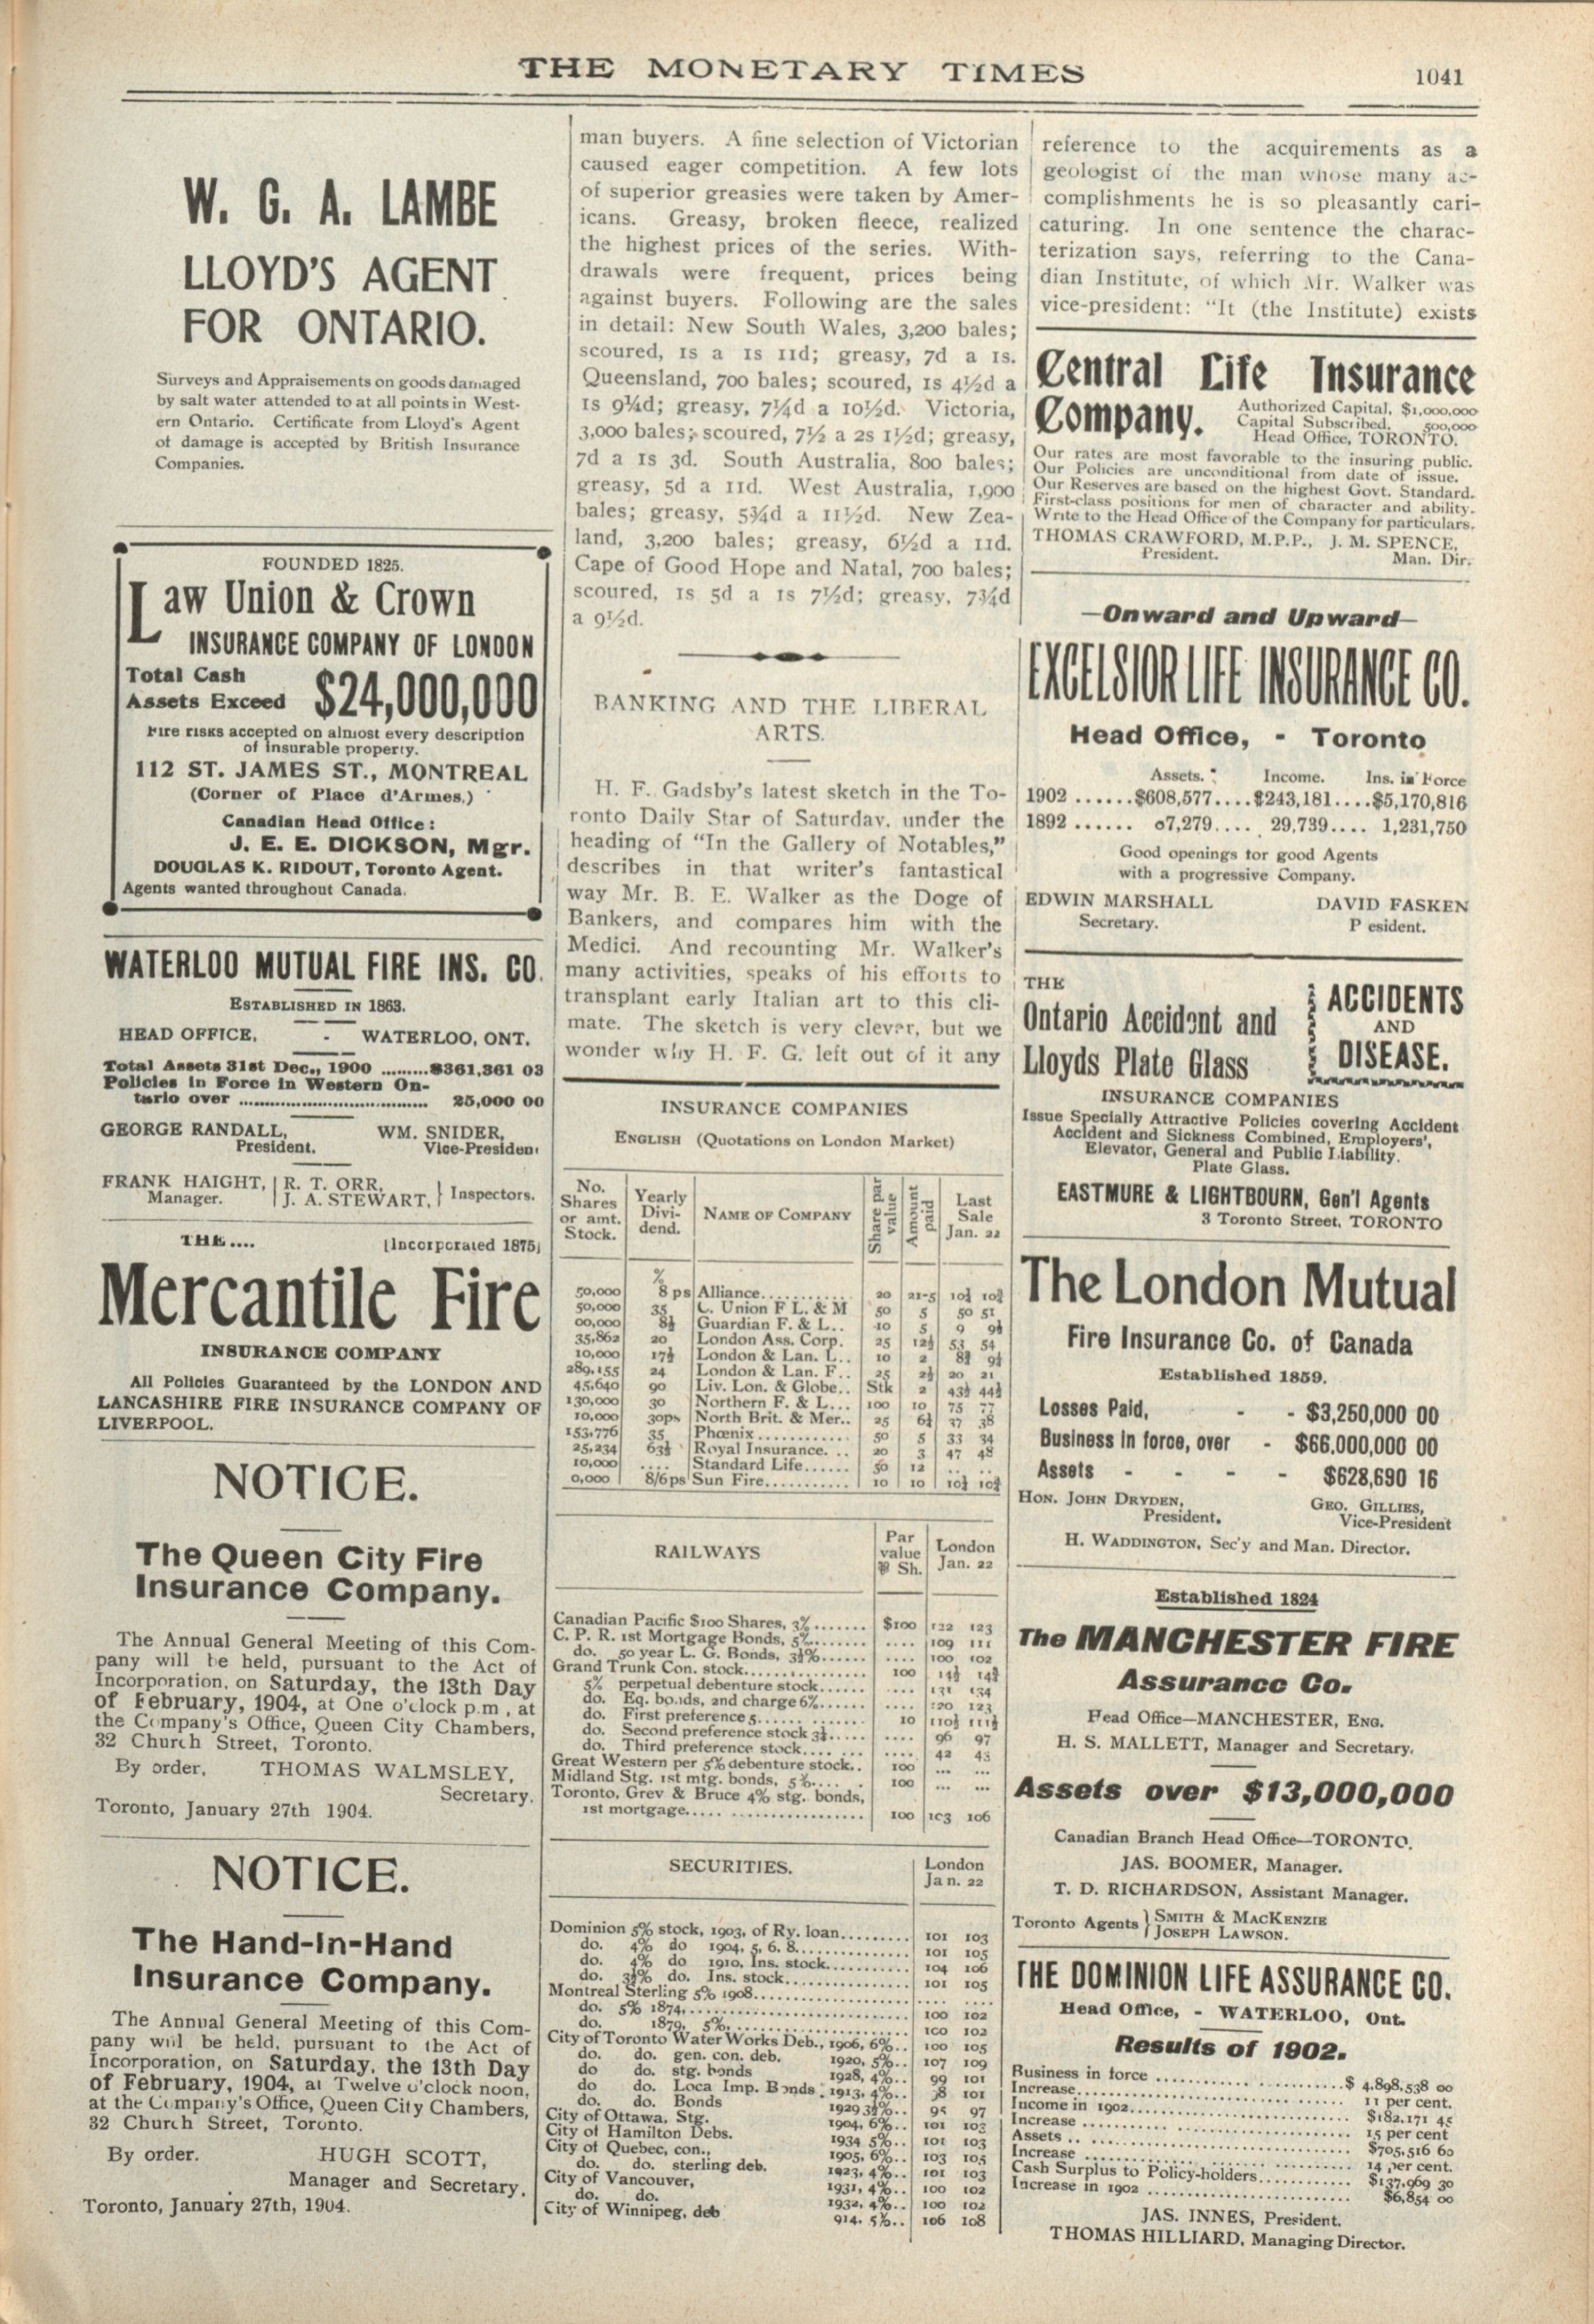 THE MONETARY TIMES
1041
W. G. A. LAMBE
LLOYD'S AGENT
FOR ONTARIO.
Surveys and Appraisements on goods damaged
by salt water attended to at all points in West-
ern Ontario. Certificate from Lloyd's Agent
of damage is accepted by British Insurance
Companies.
FOUNDED 1825.
Law Union & Crown
INSURANCE COMPANY OF LONDON
Total Cash
Assets Exceed $24,000,000
Fire risks accepted on almost every description
of insurable property.
112 ST. JAMES ST., MONTREAL
(Corner of Place d'Armes.)
Canadian Head Office:
J. E. E. DICKSON, Mgr.
DOUGLAS K. RIDOUT, Toronto Agent.
Agents wanted throughout Canada.
WATERLOO MUTUAL FIRE INS. CO.
ESTABLISHED IN 1863.
HEAD OFFICE, - WATERLOO, ONT.
Total Assets 31st Dec., 1900 .........$361,361 03
Policies in Force in Western On-
tario over .................................... 25,000 00
GEORGE RANDALL, WM. SNIDER,
President. Vice-President
FRANK HAIGHT, R. T. ORR,
Manager. J. A. STEWART, Inspectors.
THE.... [Incorporated 1875]
Mercantile Fire
INSURANCE COMPANY
All Policies Guaranteed by the LONDON AND
LANCASHIRE FIRE INSURANCE COMPANY OF
LIVERPOOL.
NOTICE.
The Queen City Fire
Insurance Company.
The Annual General Meeting of this Com-
pany will be held, pursuant to the Act of
Incorporation, on Saturday, the 13th Day
of February, 1904, at One o'clock p.m , at
the Company's Office, Queen City Chambers,
32 Church Street, Toronto.
By order, THOMAS WALMSLEY,
Secretary.
Toronto, January 27th 1904.
NOTICE.
The Hand-In-Hand
Insurance Company.
The Annual General Meeting of this Com-
pany will be held, pursuant to the Act of
Incorporation, on Saturday, the 13th Day
of February, 1904, at Twelve o'clock noon,
at the Company's Office, Queen City Chambers,
32 Church Street, Toronto.
By order. HUGH SCOTT,
Manager and Secretary.
Toronto, January 27th, 1904.
man buyers. A fine selection of Victorian
caused eager competition. A few lots
of superior greasies were taken by Amer-
icans. Greasy, broken fleece, realized
the highest prices of the series. With-
drawals were frequent, prices being
against buyers. Following are the sales
in detail: New South Wales, 3,200 bales;
scoured, 1s a 1s 11d; greasy, 7d a 1s.
Queensland, 700 bales; scoured, 1s 4½d a
1s 9¼d; greasy, 7¼d a 10½d. Victoria,
3,000 bales; scoured, 7½ a 2s 1½d; greasy,
7d a 1s 3d. South Australia, 800 bales;
greasy, 5d a 11d. West Australia, 1,900
bales; greasy, 5¾d a 11½d. New Zea-
land, 3,200 bales; greasy, 6½d a 11d.
Cape of Good Hope and Natal, 700 bales;
scoured, 1s 5d a 1s 7½d; greasy, 7¾d
a 9½d.
BANKING AND THE LIBERAL
ARTS.
H. F. Gadsby's latest sketch in the To-
ronto Daily Star of Saturday, under the
heading of "In the Gallery of Notables,"
describes in that writer's fantastical
way Mr. B. E. Walker as the Doge of
Bankers, and compares him with the
Medici. And recounting Mr. Walker's
many activities, speaks of his efforts to
transplant early Italian art to this cli-
mate. The sketch is very clever, but we
wonder why H. F. G. left out of it any
INSURANCE COMPANIES
ENGLISH (Quotations on London Market)
No. Shares or amt. Stock. Yearly Divi- dend. NAME OF COMPANY Share par value Amount paid Last Sale Jan. 22
%
50,000 8 ps Alliance............ 20 21-5
50,000 35 C. Union F L. & M 50 5 50 51
00,000 8½ Guardian F. & L.. 10 5 9 9½
35,862 20 London Ass. Corp. 25 12½ 53 54
10,000 17½ London & Lan. L.. 10 2
289,155 24 London & Lan. F.. 25 2½ 20 21
45,640 90 Liv. Lon. & Globe.. Stk 2 43½ 44½
130,000 30 Northern F. & L... 100 10 75 77
10,000 30ps North Brit. & Mer.. 25 6¼ 37 38
153,776 35 Phœnix............ 50 5 33 34
25,234 63½ Royal Insurance. .. 20 3 47 48
10,000 .... Standard Life...... 50 12 .. ..
0,000 8/6ps Sun Fire........... 10 10
RAILWAYS Par value ₱ Sh. London Jan. 22
Canadian Pacific $100 Shares, 3%....... $100 122 123
C. P. R. 1st Mortgage Bonds, 5%........ .... 109 111
do. 50 year L. G. Bonds, 3½%...... .... 100 102
Grand Trunk Con. stock................ 100
5% perpetual debenture stock...... .... 131 134
do. Eq. bonds, and charge 6%...... .... 120 123
do. First preference 5............. 10 110½ 111½
do. Second preference stock 3½..... .... 96 97
do. Third preference stock.... ... .... 42 43
Great Western per 5% debenture stock.. 100 ... ...
Midland Stg. 1st mtg. bonds, 5%.... . 100 ... ...
Toronto, Grey & Bruce 4% stg. bonds,
1st mortgage..................... 100 103 106
SECURITIES. London Jan. 22
Dominion 5% stock, 1903, of Ry. loan......... 101 103
do. 4% do 1904, 5, 6, 8............... 101 105
do. 4% do 1910, Ins. stock........... 104 106
do. 3½% do. Ins. stock................. 101 105
Montreal Sterling 5% 1908..................... .... ....
do. 5% 1874,............................ 100 102
do. 1879, 5%,........................ 100 102
City of Toronto Water Works Deb., 1906, 6%.. 100 105
do. do. gen. con. deb. 1920, 5%.. 107 109
do do. stg. bonds 1928, 4%.. 99 101
do do. Loca Imp. Bonds 1913, 4%.. 101
do. do. Bonds 1929 3½%.. 95 97
City of Ottawa, Stg. 1904, 6%.. 101 103
City of Hamilton Debs. 1934 5%.. 101 103
City of Quebec, con., 1905, 6%.. 103 105
do. do. sterling deb. 1923, 4%.. 101 103
City of Vancouver, 1931, 4%.. 100 102
do. do. 1932, 4%.. 100 102
City of Winnipeg, deb 914, 5%.. 106 108
reference to the acquirements as a
geologist of the man whose many ac-
complishments he is so pleasantly cari-
caturing. In one sentence the charac-
terization says, referring to the Cana-
dian Institute, of which Mr. Walker was
vice-president: "It (the Institute) exists
Central Life Insurance
Company.
Authorized Capital, $1,000,000
Capital Subscribed, 500,000
Head Office, TORONTO.
Our rates are most favorable to the insuring public.
Our Policies are unconditional from date of issue.
Our Reserves are based on the highest Govt. Standard.
First-class positions for men of character and ability.
Write to the Head Office of the Company for particulars.
THOMAS CRAWFORD, M.P.P., J. M. SPENCE,
President. Man. Dir.
—Onward and Upward—
EXCELSIOR LIFE INSURANCE CO.
Head Office, - Toronto
Assets. Income. Ins. in Force
1902 ......$608,577....$243,181....$5,170,816
1892 ...... 67,279.... 29,739.... 1,231,750
Good openings for good Agents
with a progressive Company.
EDWIN MARSHALL DAVID FASKEN
Secretary. P esident.
THE
Ontario Accident and
Lloyds Plate Glass
ACCIDENTS
AND
DISEASE.
INSURANCE COMPANIES
Issue Specially Attractive Policies covering Accident
Accident and Sickness Combined, Employers',
Elevator, General and Public Liability.
Plate Glass.
EASTMURE & LIGHTBOURN, Gen'l Agents
3 Toronto Street, TORONTO
The London Mutual
Fire Insurance Co. of Canada
Established 1859.
Losses Paid, - - $3,250,000 00
Business in force, over - $66,000,000 00
Assets - - - - $628,690 16
HON. JOHN DRYDEN, GEO. GILLIES,
President. Vice-President
H. WADDINGTON, Sec'y and Man. Director.
Established 1824
The MANCHESTER FIRE
Assurance Co.
Head Office—MANCHESTER, ENG.
H. S. MALLETT, Manager and Secretary.
Assets over $13,000,000
Canadian Branch Head Office—TORONTO.
JAS. BOOMER, Manager.
T. D. RICHARDSON, Assistant Manager.
Toronto Agents SMITH & MACKENZIE
JOSEPH LAWSON.
THE DOMINION LIFE ASSURANCE CO.
Head Office, - WATERLOO, Ont.
Results of 1902.
Business in force ............................$ 4,898,538 00
Increase........................................ 11 per cent.
Income in 1902................................ $182,171 45
Increase ....................................... 15 per cent
Assets .. ...................................... $705,516 60
Increase ....................................... 14 per cent.
Cash Surplus to Policy-holders............ $137,969 30
Increase in 1902 .............................. $6,854 00
JAS. INNES, President.
THOMAS HILLIARD, Managing Director.